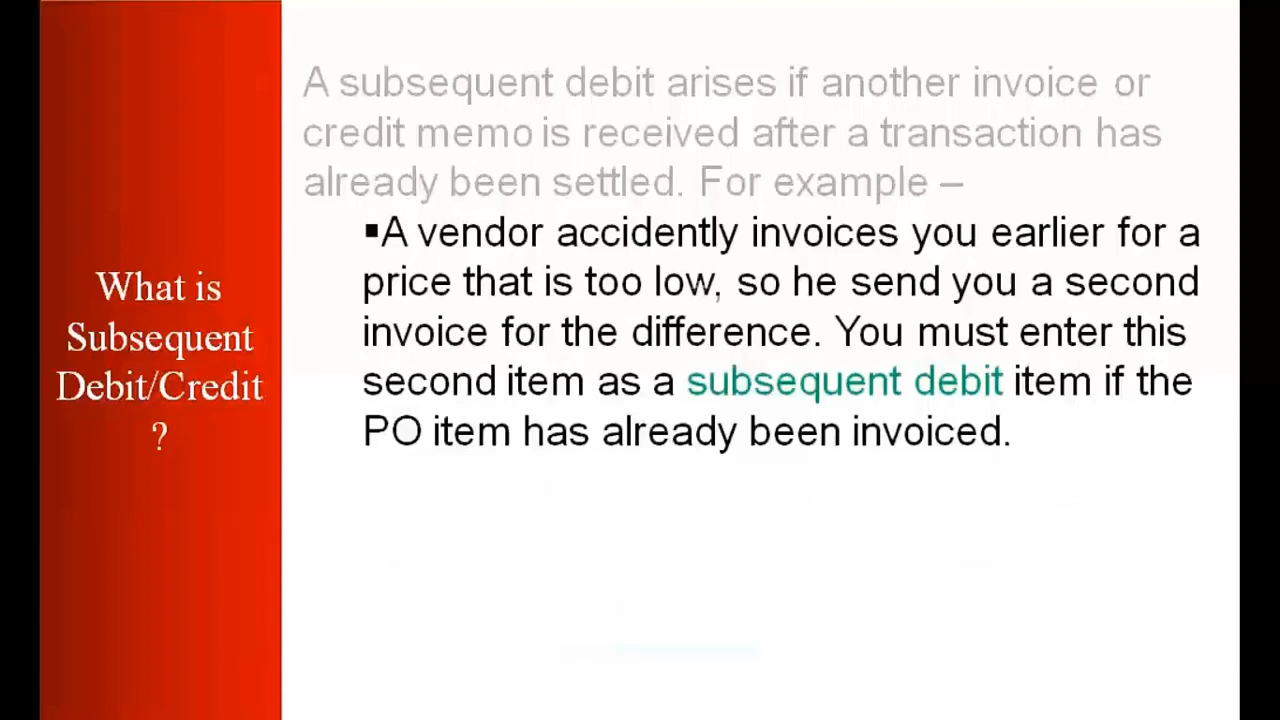 What is
Subsequent
Debit/Credit
?
A subsequent debit arises if another invoice or
credit memo is received after a transaction has
already been settled. For example –
▪A vendor accidently invoices you earlier for a
price that is too low, so he send you a second
invoice for the difference. You must enter this
second item as a subsequent debit item if the
PO item has already been invoiced.